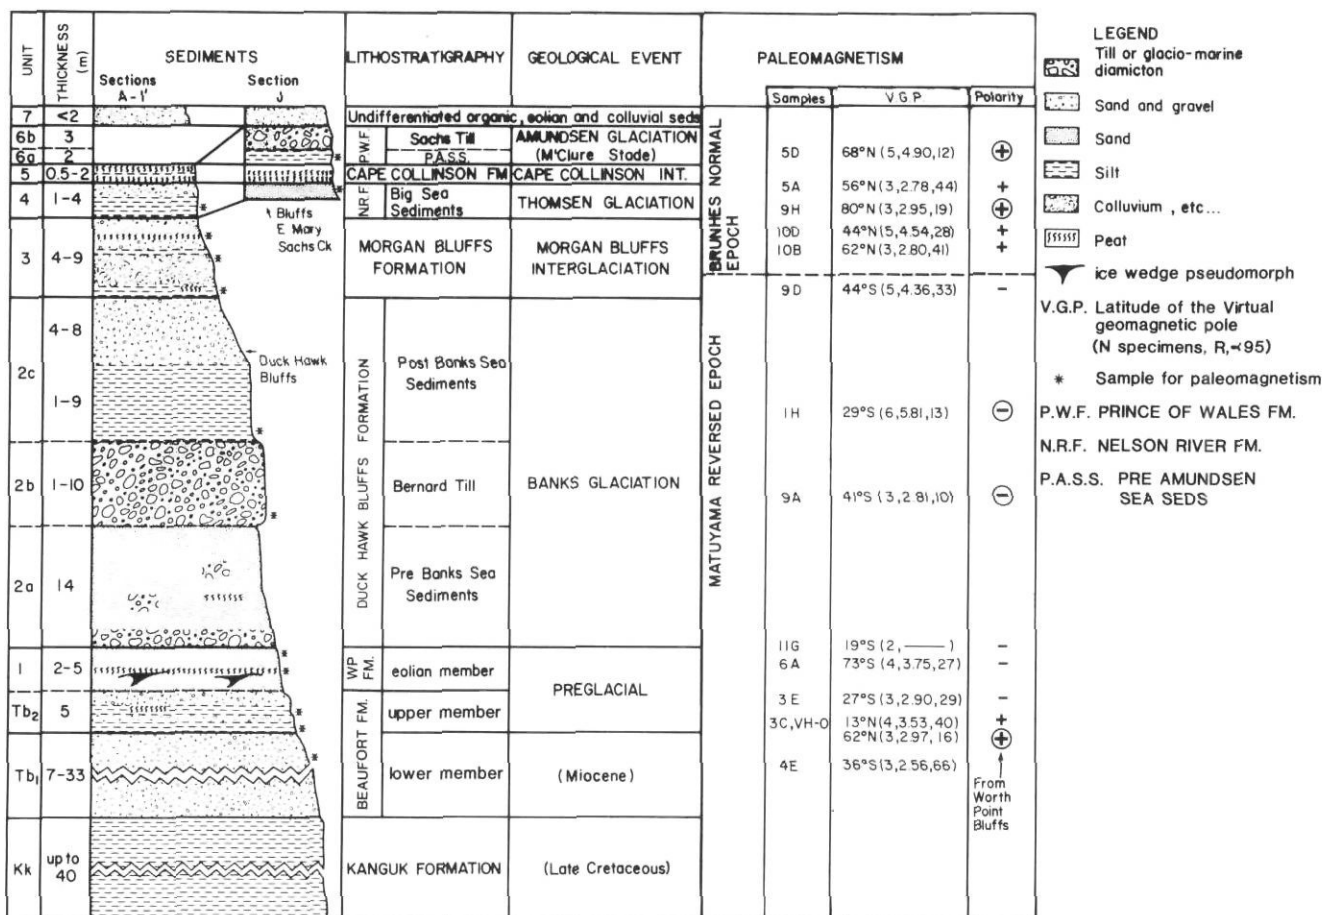 UNIT
THICKNESS (m)
SEDIMENTS
Sections A-I'
Section J
LITHOSTRATIGRAPHY
GEOLOGICAL EVENT
PALEOMAGNETISM
Samples
V G P
Polarity
7
<2
Undifferentiated organic, eolian and colluvial seds
6b
3
P.W.F.
Sachs Till
AMUNDSEN GLACIATION
(M'Clure Stade)
6a
2
P.A.S.S.
5
0.5-2
CAPE COLLINSON FM
CAPE COLLINSON INT.
4
1-4
N.R.F.
Big Sea
Sediments
THOMSEN GLACIATION
Bluffs
E Mary
Sachs Ck
3
4-9
MORGAN BLUFFS
FORMATION
MORGAN BLUFFS
INTERGLACIATION
2c
4-8
1-9
Duck Hawk
Bluffs
DUCK HAWK BLUFFS FORMATION
Post Banks Sea
Sediments
2b
1-10
Bernard Till
BANKS GLACIATION
2a
14
Pre Banks Sea
Sediments
1
2-5
WP FM.
eolian member
PREGLACIAL
Tb2
5
BEAUFORT FM.
upper member
Tb1
7-33
lower member
(Miocene)
Kk
up to
40
KANGUK FORMATION
(Late Cretaceous)
BRUNHES NORMAL
EPOCH
MATUYAMA REVERSED EPOCH
5D 68°N (5,4.90,12) +
5A 56°N (3,2.78,44) +
9H 80°N (3,2.95,19) +
10D 44°N (5,4.54,28) +
10B 62°N (3,2.80,41) +
9D 44°S (5,4.36,33) -
1H 29°S (6,5.81,13) -
9A 41°S (3,2.81,10) -
11G 19°S (2, — ) -
6A 73°S (4,3.75,27) -
3E 27°S (3,2.90,29) -
3C,VH-O 13°N (4,3.53,40) +
62°N (3,2.97,16) +
4E 36°S (3,2.56,66)
From
Worth
Point
Bluffs
LEGEND
Till or glacio-marine
diamicton
Sand and gravel
Sand
Silt
Colluvium, etc...
Peat
ice wedge pseudomorph
V.G.P. Latitude of the Virtual
geomagnetic pole
(N specimens, R,∝95)
* Sample for paleomagnetism
P.W.F. PRINCE OF WALES FM.
N.R.F. NELSON RIVER FM.
P.A.S.S. PRE AMUNDSEN
SEA SEDS